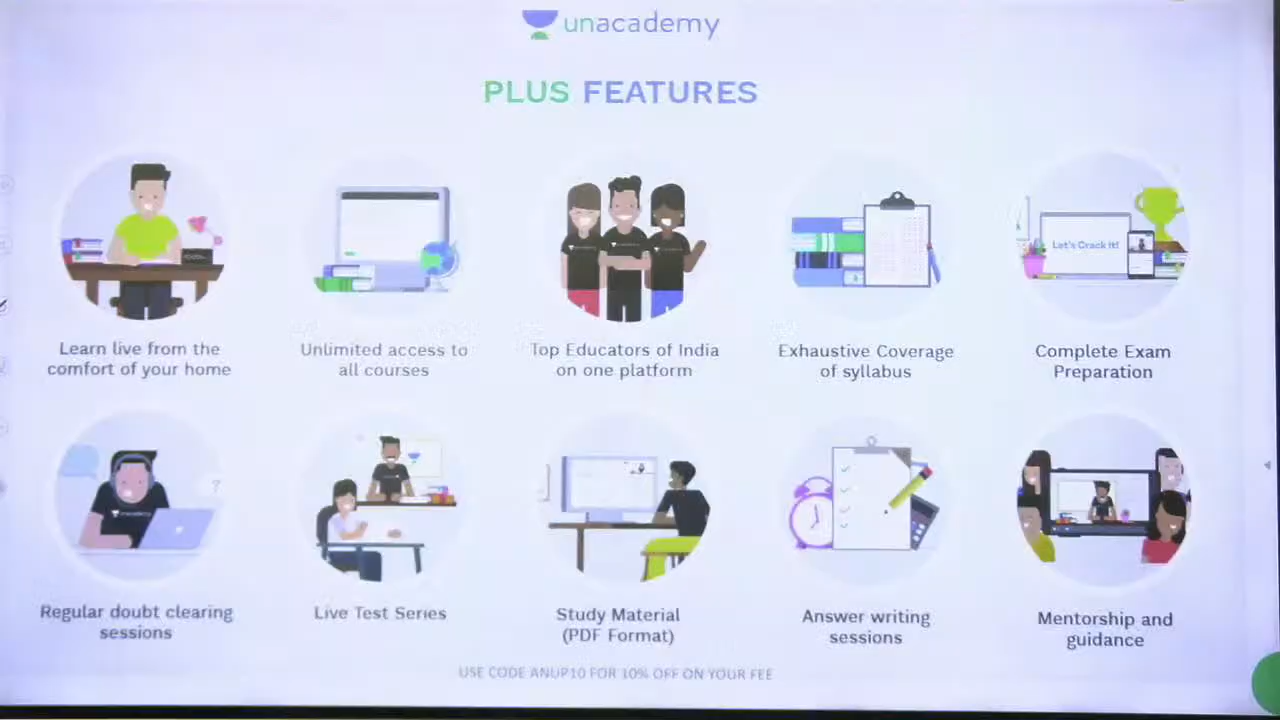 unacademy
PLUS FEATURES
Let's Crack It!
Learn live from the
comfort of your home
Unlimited access to
all courses
Top Educators of India
on one platform
Exhaustive Coverage
of syllabus
Complete Exam
Preparation
Regular doubt clearing
sessions
Live Test Series
Study Material
(PDF Format)
Answer writing
sessions
Mentorship and
guidance
USE CODE ANUP10 FOR 10% OFF ON YOUR FEE